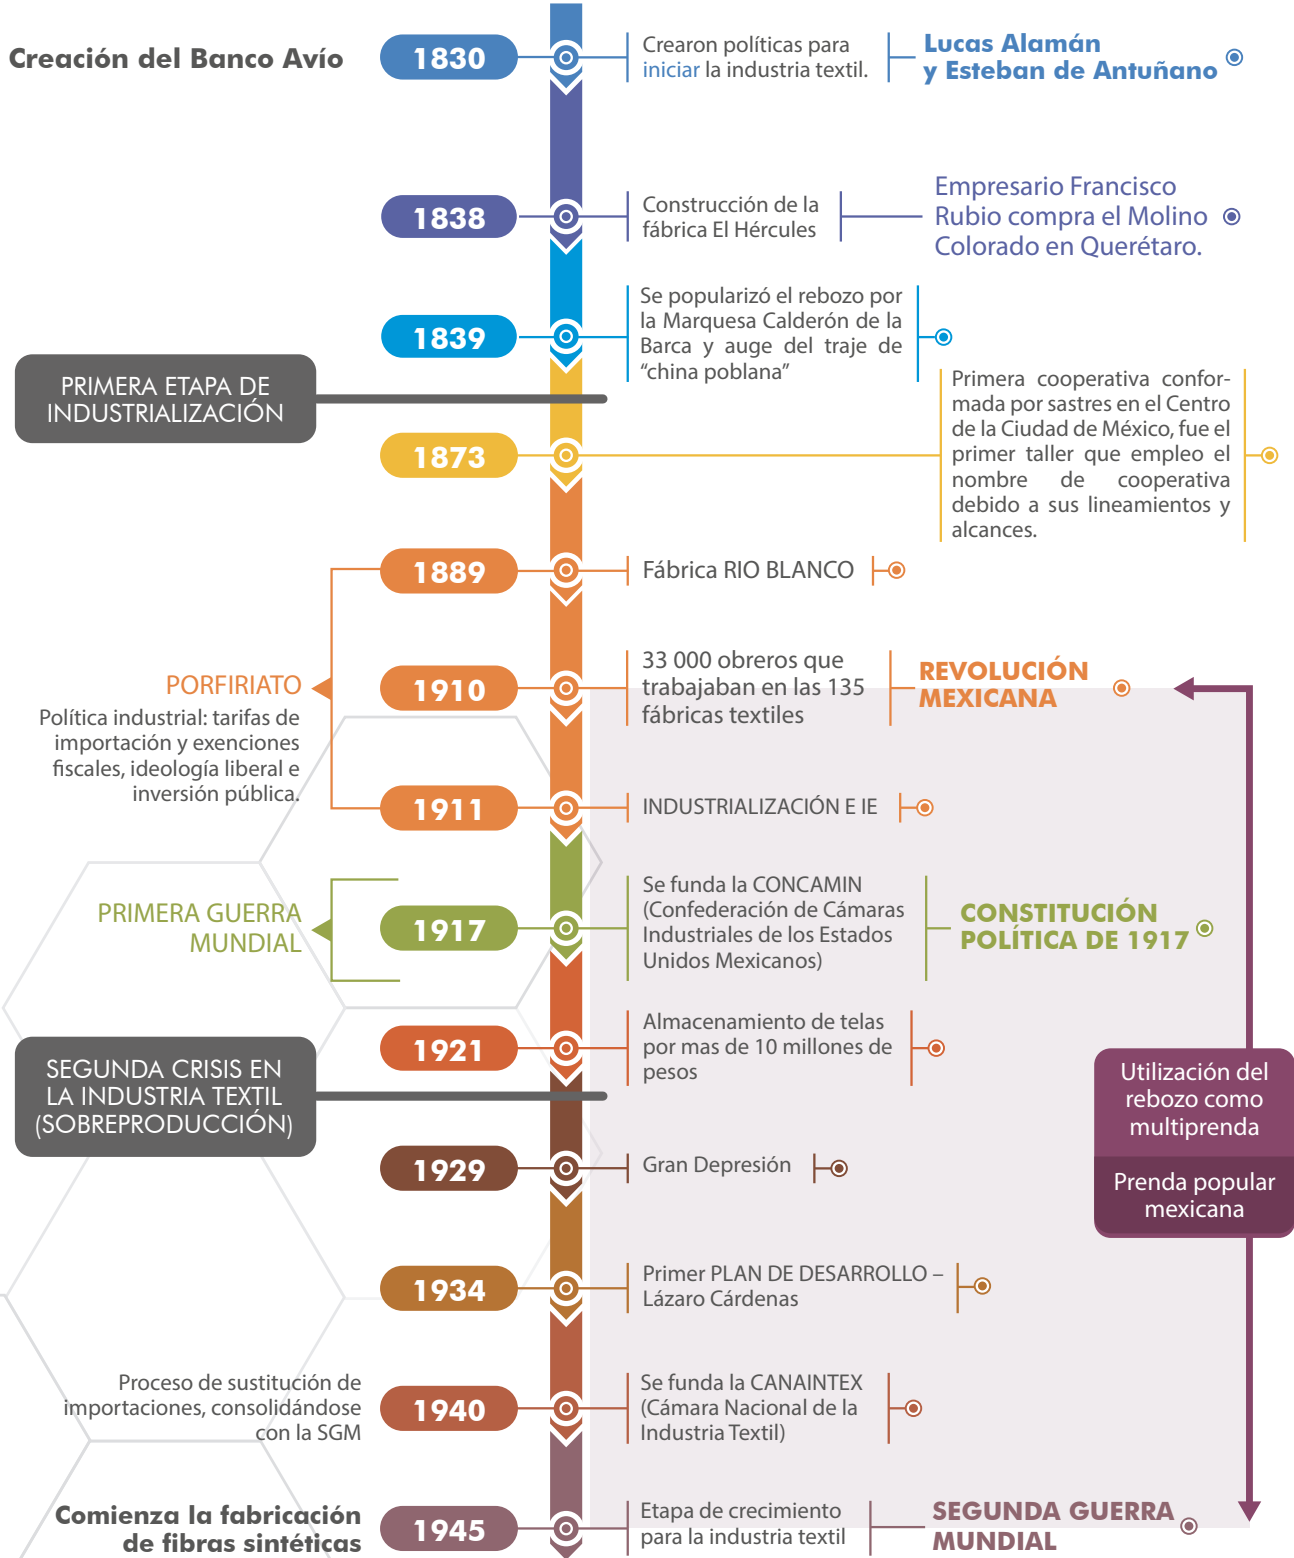 Creación del Banco Avío
1830
Crearon políticas para
iniciar la industria textil.
Lucas Alamán
y Esteban de Antuñano
1838
Construcción de la
fábrica El Hércules
Empresario Francisco
Rubio compra el Molino
Colorado en Querétaro.
1839
Se popularizó el rebozo por
la Marquesa Calderón de la
Barca y auge del traje de
“china poblana”
PRIMERA ETAPA DE
INDUSTRIALIZACIÓN
1873
Primera cooperativa confor-
mada por sastres en el Centro
de la Ciudad de México, fue el
primer taller que empleo el
nombre de cooperativa
debido a sus lineamientos y
alcances.
1889
Fábrica RIO BLANCO
PORFIRIATO
Política industrial: tarifas de
importación y exenciones
fiscales, ideología liberal e
inversión pública.
1910
33 000 obreros que
trabajaban en las 135
fábricas textiles
REVOLUCIÓN
MEXICANA
1911
INDUSTRIALIZACIÓN E IE
PRIMERA GUERRA
MUNDIAL
1917
Se funda la CONCAMIN
(Confederación de Cámaras
Industriales de los Estados
Unidos Mexicanos)
CONSTITUCIÓN
POLÍTICA DE 1917
1921
Almacenamiento de telas
por mas de 10 millones de
pesos
SEGUNDA CRISIS EN
LA INDUSTRIA TEXTIL
(SOBREPRODUCCIÓN)
Utilización del
rebozo como
multiprenda
Prenda popular
mexicana
1929
Gran Depresión
1934
Primer PLAN DE DESARROLLO –
Lázaro Cárdenas
Proceso de sustitución de
importaciones, consolidándose
con la SGM
1940
Se funda la CANAINTEX
(Cámara Nacional de la
Industria Textil)
Comienza la fabricación
de fibras sintéticas
1945
Etapa de crecimiento
para la industria textil
SEGUNDA GUERRA
MUNDIAL